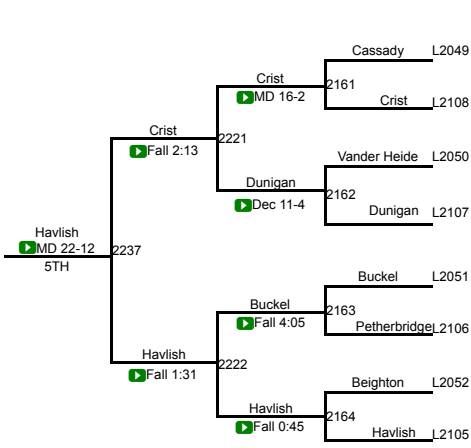 Cassady L2049
Crist
2161
MD 16-2
Crist L2108
Crist
2221
Fall 2:13
Vander Heide L2050
Dunigan
2162
Dec 11-4
Dunigan L2107
Havlish
MD 22-12
2237
5TH
Buckel L2051
Buckel
2163
Fall 4:05
Petherbridge L2106
Havlish
2222
Fall 1:31
Beighton L2052
Havlish
2164
Fall 0:45
Havlish L2105